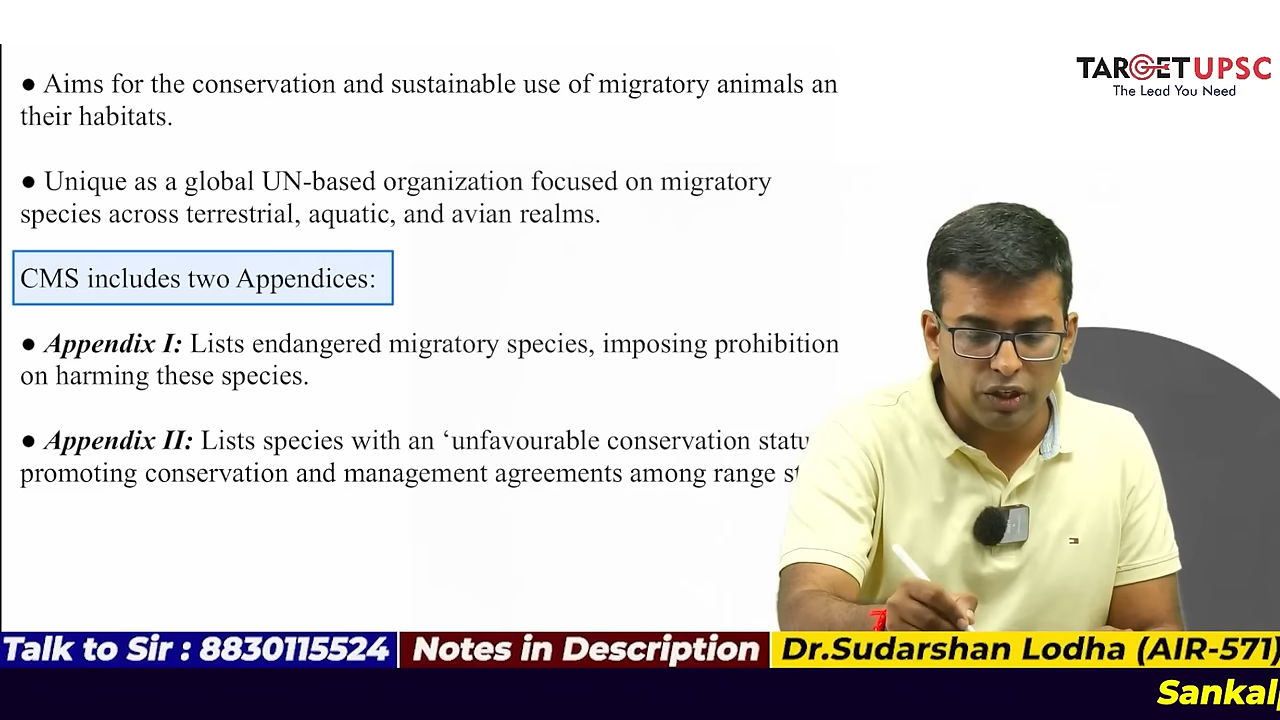 ● Aims for the conservation and sustainable use of migratory animals an
their habitats.
● Unique as a global UN-based organization focused on migratory
species across terrestrial, aquatic, and avian realms.
CMS includes two Appendices:
● Appendix I: Lists endangered migratory species, imposing prohibition
on harming these species.
● Appendix II: Lists species with an ‘unfavourable conservation statu
promoting conservation and management agreements among range
TARGET UPSC
The Lead You Need
Talk to Sir : 8830115524 Notes in Description Dr.Sudarshan Lodha (AIR-571)